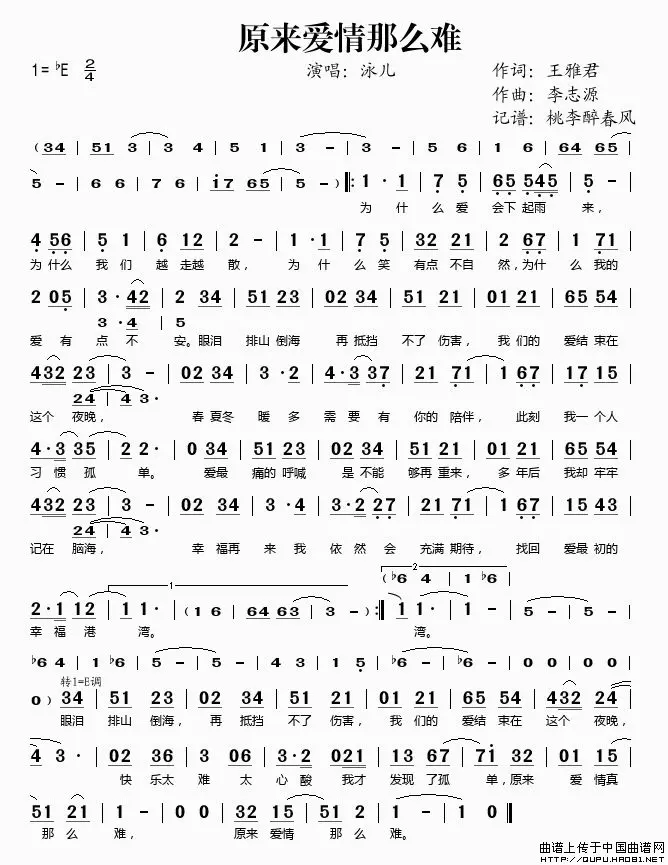 原来爱情那么难
1=♭E 2/4 演唱：泳儿 作词：王雅君
作曲：李志源
记谱：桃李醉春风
（34 | 51 3 | 3 4 | 5 1 | 3 - | 3 - | 5 6 | 1 6 | 64 65 |
5 - | 6 6 | 7 6 | i7 65 | 5 - ）‖: 1 · 1 | 7 5 | 65 545 | 5 - |
为 什 么 爱 会下 起雨 来，
4 56 | 5 1 | 6 12 | 2 - | 1 · 1 | 7 5 | 32 21 | 2 67 | 1 71 |
为 什么 我 们 越 走越 散， 为 什 么 笑 有点 不自 然，为什 么 我的
2 05 | 3 · 42 | 2 34 | 51 23 | 02 34 | 51 21 | 01 21 | 65 54 |
3 · 4 | 5
爱 有 点 不 安。眼泪 排山 倒海 再 抵挡 不了 伤害， 我 们的 爱结 束在
432 23 | 3 - | 02 34 | 3 · 2 | 4 · 3 37 | 21 71 | 1 67 | 17 15 |
24 | 4 3 ·
这个 夜晚， 春 夏冬 暖 多 需 要 有 你的 陪伴， 此刻 我一 个人
4 · 3 35 | 2 2 · | 0 34 | 51 23 | 02 34 | 51 21 | 01 21 | 65 54 |
习 惯 孤 单。 爱最 痛的 呼喊 是 不能 够再 重来， 多 年后 我却 牢牢
432 23 | 3 - | 02 34 | 3 · 3 | 3 · 2 27 | 21 71 | 1 67 | 15 43 |
24 | 4 3 ·
记在 脑海， 幸 福再 来 我 依 然 会 充满 期待， 找回 爱最 初的
1 2
（♭6 4 | 1 ♭6 |
2 · 1 12 | 1 1 · |（1 6 | 64 63 | 3 - ）:‖ 1 1 · | 1 - | 5 - | 5 - |
幸 福 港 湾。 湾。
♭6 4 | 1 ♭6 | 5 - | 5 - | 4 - | ♭6 - | ♭6 - | 0 0 | 0 0 |
转1=E调
0）34 | 51 23 | 02 34 | 51 21 | 01 21 | 65 54 | 432 24 |
眼泪 排山 倒海， 再 抵挡 不了 伤害， 我 们的 爱结 束在 这个 夜晚，
4 3 · | 02 36 | 3 6 | 3 · 2 021 | 13 67 | 71 032 | 01 13 |
快 乐太 难 太 心 酸 我才 发现 了孤 单，原来 爱 情真
51 21 | 1 - | 0 0 | 32 15 | 51 21 | 1 - | 1 0 ‖
那 么 难， 原来 爱情 那 么 难。
曲谱上传于中国曲谱网
HTTP://QUPU.HAO81.NET